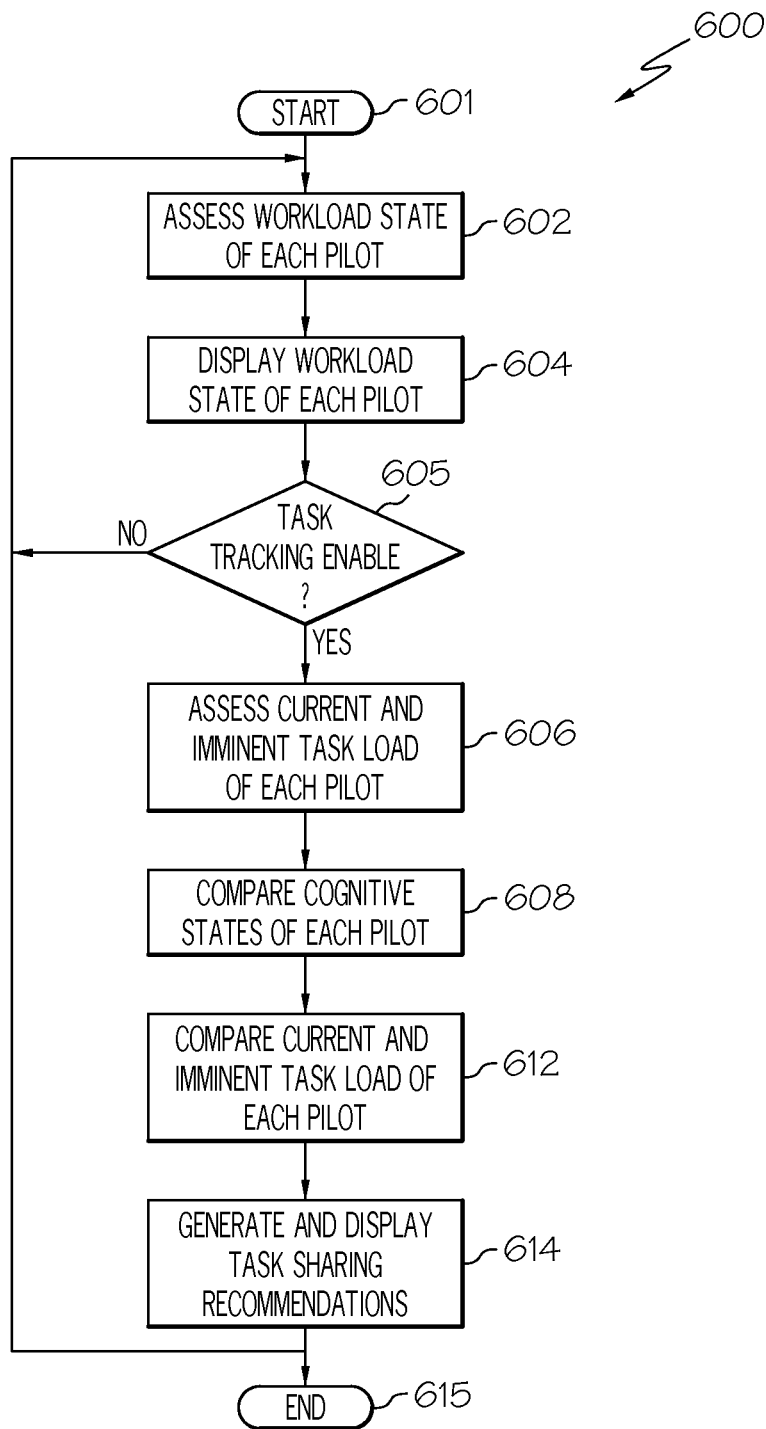 600
START
601
ASSESS WORKLOAD STATE
OF EACH PILOT
602
DISPLAY WORKLOAD
STATE OF EACH PILOT
604
605
TASK
TRACKING ENABLE
?
NO
YES
ASSESS CURRENT AND
IMMINENT TASK LOAD
OF EACH PILOT
606
COMPARE COGNITIVE
STATES OF EACH PILOT
608
COMPARE CURRENT AND
IMMINENT TASK LOAD OF
EACH PILOT
612
GENERATE AND DISPLAY
TASK SHARING
RECOMMENDATIONS
614
END
615